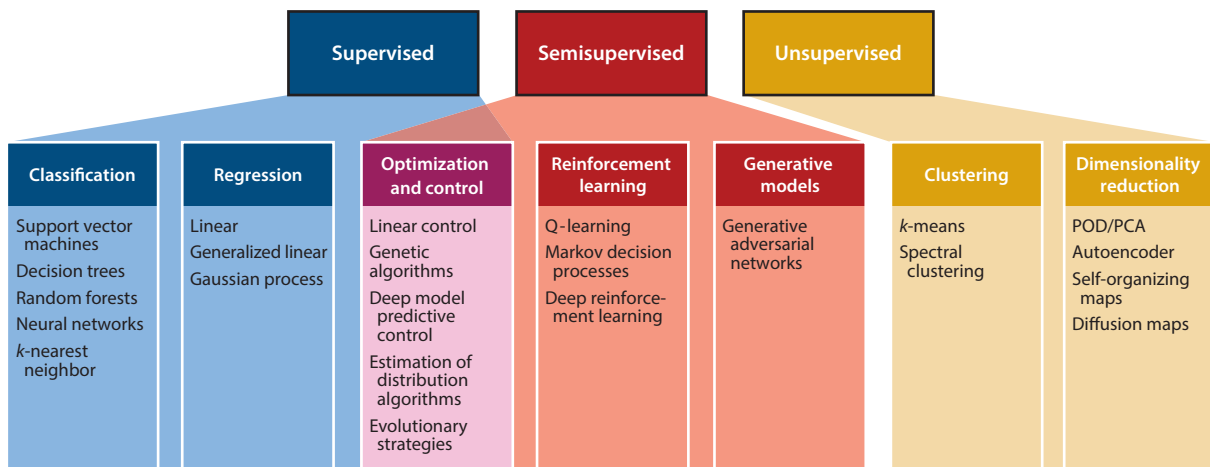 Supervised
Semisupervised
Unsupervised
Classification
Support vector
machines
Decision trees
Random forests
Neural networks
k-nearest
neighbor
Regression
Linear
Generalized linear
Gaussian process
Optimization
and control
Linear control
Genetic
algorithms
Deep model
predictive
control
Estimation of
distribution
algorithms
Evolutionary
strategies
Reinforcement
learning
Q-learning
Markov decision
processes
Deep reinforce-
ment learning
Generative
models
Generative
adversarial
networks
Clustering
k-means
Spectral
clustering
Dimensionality
reduction
POD/PCA
Autoencoder
Self-organizing
maps
Diffusion maps